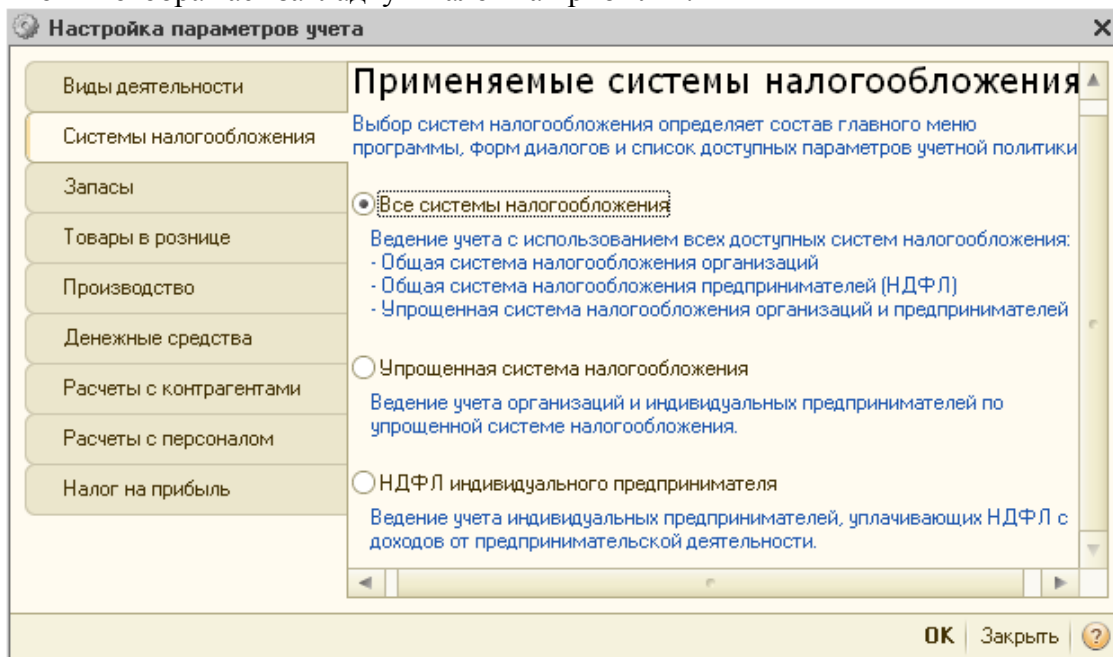 Настройка параметров учета
Виды деятельности
Системы налогообложения
Запасы
Товары в рознице
Производство
Денежные средства
Расчеты с контрагентами
Расчеты с персоналом
Налог на прибыль
Применяемые системы налогообложения
Выбор систем налогообложения определяет состав главного меню
программы, форм диалогов и список доступных параметров учетной политики
Все системы налогообложения
Ведение учета с использованием всех доступных систем налогообложения:
- Общая система налогообложения организаций
- Общая система налогообложения предпринимателей (НДФЛ)
- Упрощенная система налогообложения организаций и предпринимателей
Упрощенная система налогообложения
Ведение учета организаций и индивидуальных предпринимателей по
упрощенной системе налогообложения.
НДФЛ индивидуального предпринимателя
Ведение учета индивидуальных предпринимателей, уплачивающих НДФЛ с
доходов от предпринимательской деятельности.
OK Закрыть ?